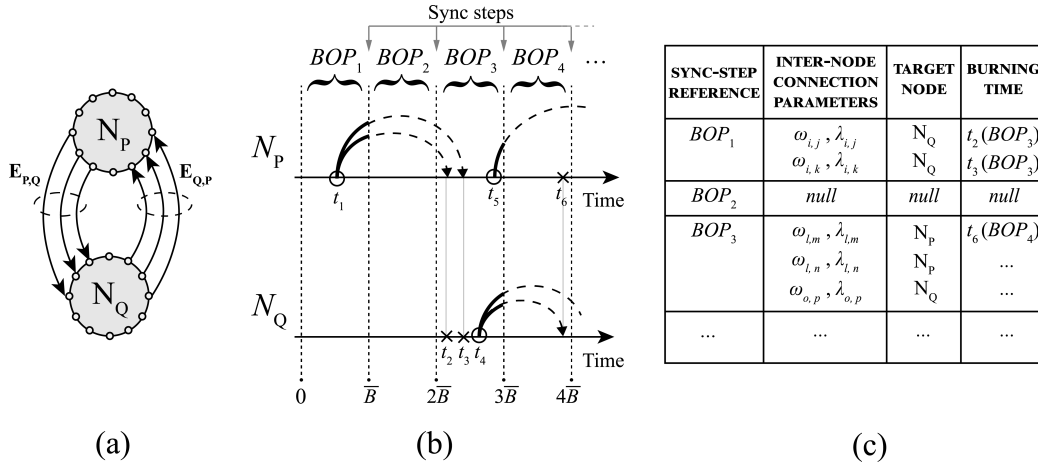 N_P
E_P,Q
E_Q,P
N_Q
(a)
Sync steps
BOP_1 BOP_2 BOP_3 BOP_4 ...
N_P
t_1 t_5 t_6 Time
N_Q
t_2 t_3 t_4 Time
0 B̅ 2B̅ 3B̅ 4B̅
(b)
SYNC-STEP REFERENCE | INTER-NODE CONNECTION PARAMETERS | TARGET NODE | BURNING TIME
BOP_1 ω_i,j , λ_i,j N_Q t_2(BOP_3)
ω_i,k , λ_i,k N_Q t_3(BOP_3)
BOP_2 null null null
BOP_3 ω_l,m , λ_l,m N_P t_6(BOP_4)
ω_l,n , λ_l,n N_P ...
ω_o,p , λ_o,p N_Q ...
... ... ... ...
(c)